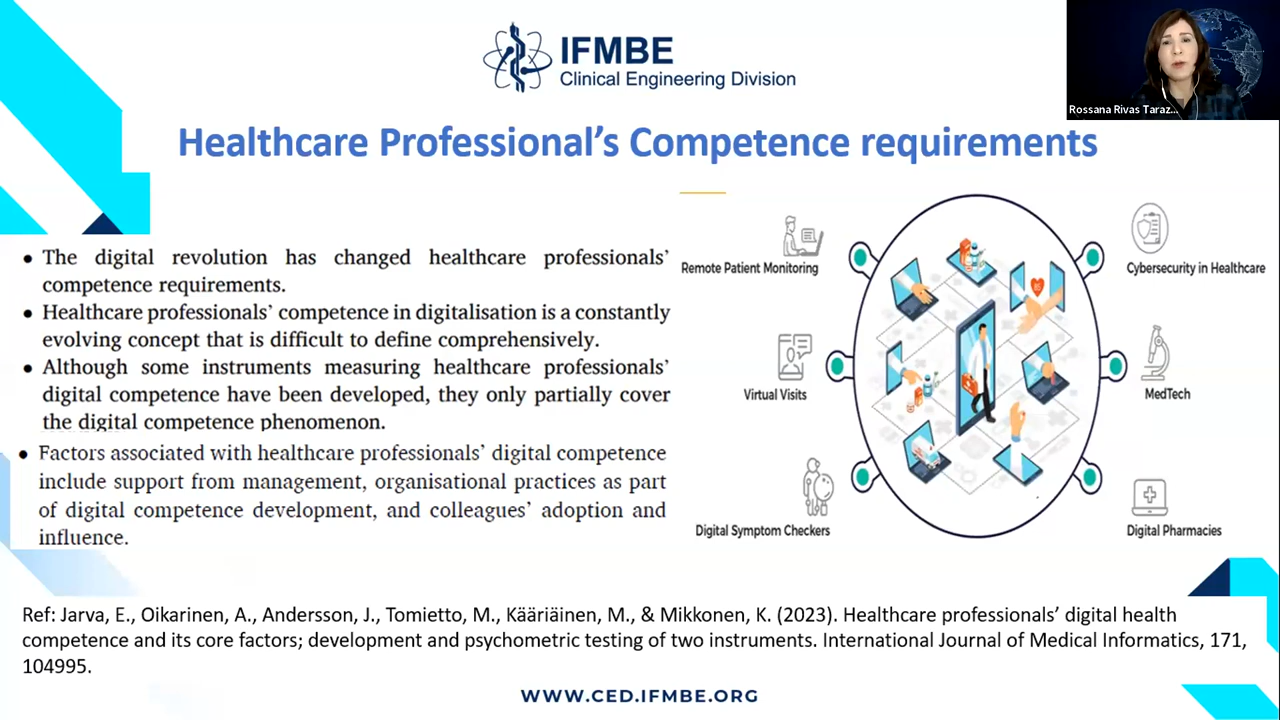 IFMBE
Clinical Engineering Division
Rossana Rivas Taraz...
Healthcare Professional's Competence requirements
• The digital revolution has changed healthcare professionals'
competence requirements.
• Healthcare professionals' competence in digitalisation is a constantly
evolving concept that is difficult to define comprehensively.
• Although some instruments measuring healthcare professionals'
digital competence have been developed, they only partially cover
the digital competence phenomenon.
• Factors associated with healthcare professionals' digital competence
include support from management, organisational practices as part
of digital competence development, and colleagues' adoption and
influence.
Remote Patient Monitoring
Cybersecurity in Healthcare
Virtual Visits
MedTech
Digital Symptom Checkers
Digital Pharmacies
Ref: Jarva, E., Oikarinen, A., Andersson, J., Tomietto, M., Kääriäinen, M., & Mikkonen, K. (2023). Healthcare professionals' digital health
competence and its core factors; development and psychometric testing of two instruments. International Journal of Medical Informatics, 171,
104995.
WWW.CED.IFMBE.ORG